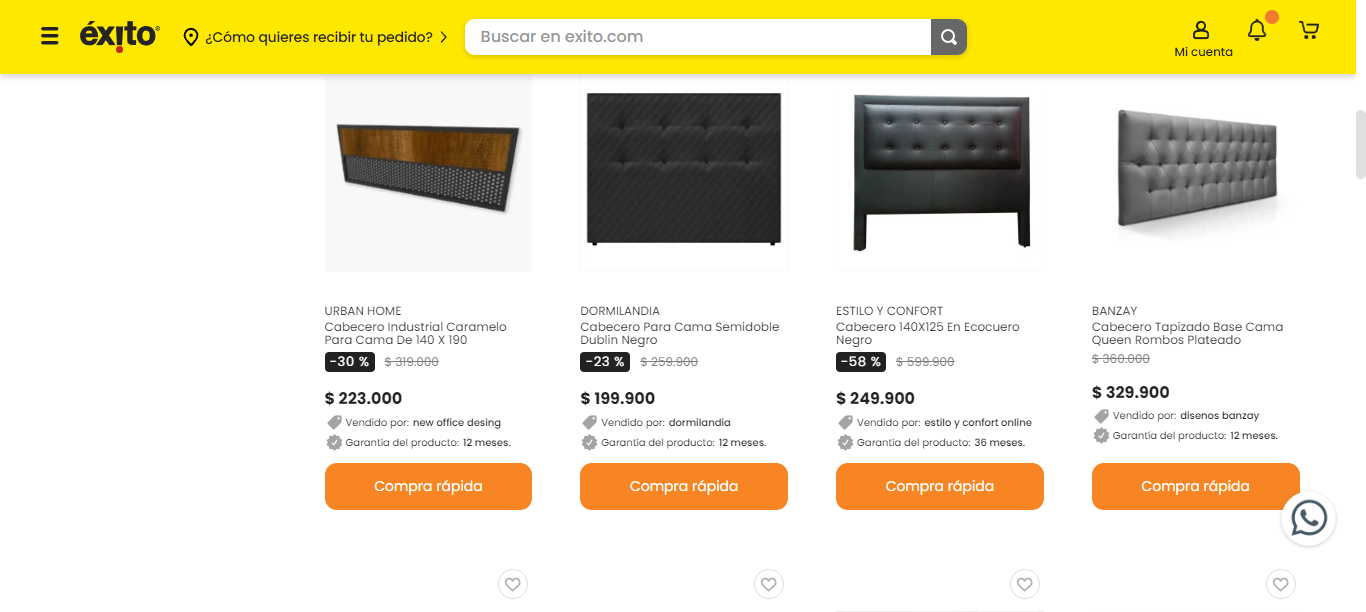 éxito®
¿Cómo quieres recibir tu pedido?
Buscar en exito.com
Mi cuenta
URBAN HOME
Cabecero Industrial Caramelo
Para Cama De 140 X 190
-30 % $ 319.000
$ 223.000
Vendido por: new office desing
Garantía del producto: 12 meses.
Compra rápida
DORMILANDIA
Cabecero Para Cama Semidoble
Dublin Negro
-23 % $ 259.900
$ 199.900
Vendido por: dormilandia
Garantía del producto: 12 meses.
Compra rápida
ESTILO Y CONFORT
Cabecero 140X125 En Ecocuero
Negro
-58 % $ 599.900
$ 249.900
Vendido por: estilo y confort online
Garantía del producto: 36 meses.
Compra rápida
BANZAY
Cabecero Tapizado Base Cama
Queen Rombos Plateado
$ 360.000
$ 329.900
Vendido por: disenos banzay
Garantía del producto: 12 meses.
Compra rápida